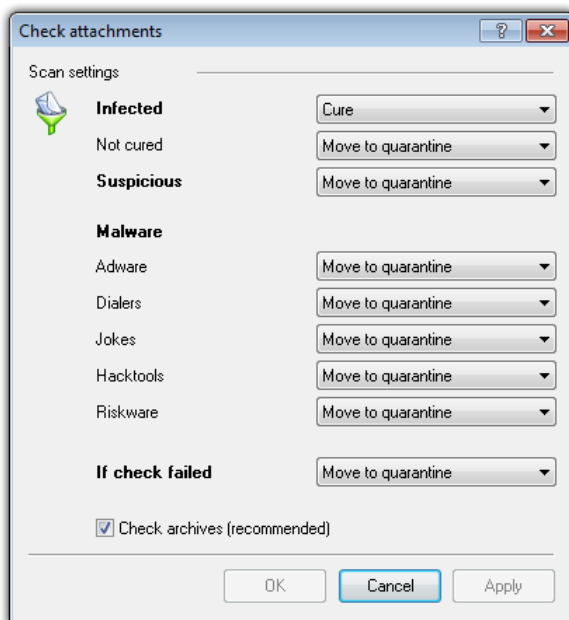 Check attachments
Scan settings
Infected Cure
Not cured Move to quarantine
Suspicious Move to quarantine
Malware
Adware Move to quarantine
Dialers Move to quarantine
Jokes Move to quarantine
Hacktools Move to quarantine
Riskware Move to quarantine
If check failed Move to quarantine
Check archives (recommended)
OK Cancel Apply